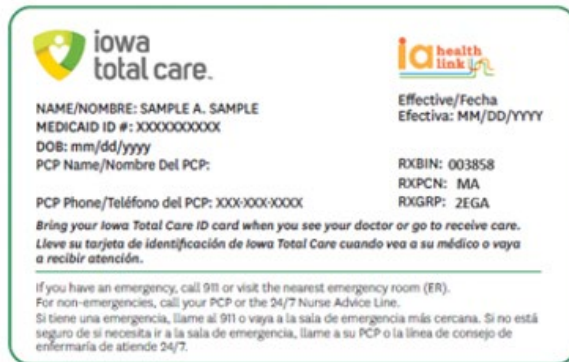 iowa
total care™
ia health
link
NAME/NOMBRE: SAMPLE A. SAMPLE
MEDICAID ID #: XXXXXXXXXX
DOB: mm/dd/yyyy
PCP Name/Nombre Del PCP:
PCP Phone/Teléfono del PCP: XXX-XXX-XXXX
Effective/Fecha
Efectiva: MM/DD/YYYY
RXBIN: 003858
RXPCN: MA
RXGRP: 2EGA
Bring your Iowa Total Care ID card when you see your doctor or go to receive care.
Lleve su tarjeta de identificación de Iowa Total Care cuando vea a su médico o vaya
a recibir atención.
If you have an emergency, call 911 or visit the nearest emergency room (ER).
For non-emergencies, call your PCP or the 24/7 Nurse Advice Line.
Si tiene una emergencia, llame al 911 o vaya a la sala de emergencia más cercana. Si no está
seguro de si necesita ir a la sala de emergencia, llame a su PCP o la línea de consejo de
enfermaría de atiende 24/7.